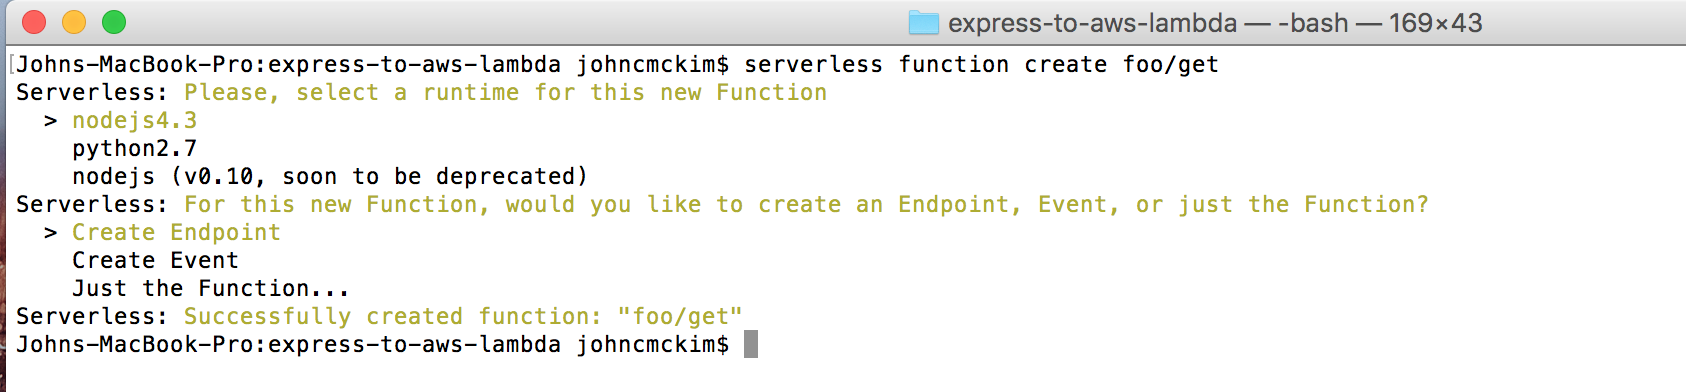 express-to-aws-lambda — -bash — 169×43
[Johns-MacBook-Pro:express-to-aws-lambda johncmckim$ serverless function create foo/get
Serverless: Please, select a runtime for this new Function
  > nodejs4.3
    python2.7
    nodejs (v0.10, soon to be deprecated)
Serverless: For this new Function, would you like to create an Endpoint, Event, or just the Function?
  > Create Endpoint
    Create Event
    Just the Function...
Serverless: Successfully created function: "foo/get"
Johns-MacBook-Pro:express-to-aws-lambda johncmckim$